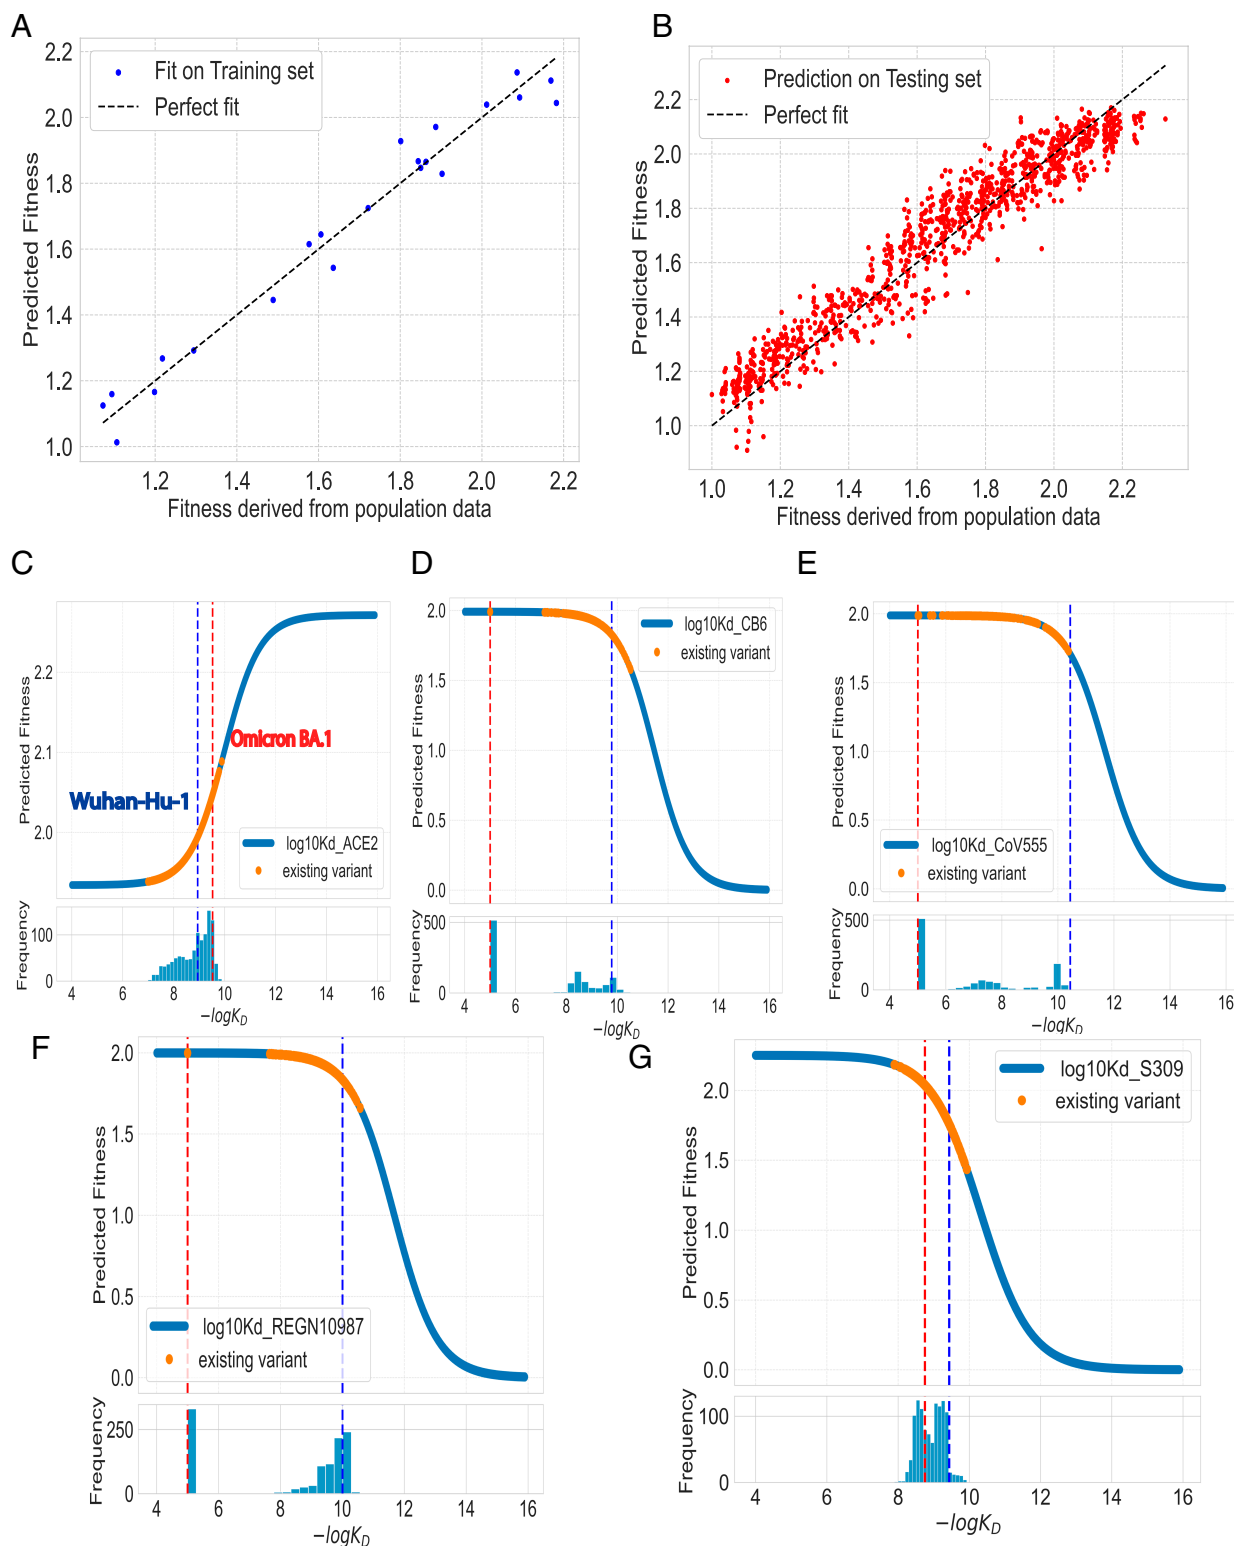 A
Predicted Fitness
2.2
2.0
1.8
1.6
1.4
1.2
1.0
Fit on Training set
Perfect fit
1.2 1.4 1.6 1.8 2.0 2.2
Fitness derived from population data
B
Predicted Fitness
2.2
2.0
1.8
1.6
1.4
1.2
1.0
Prediction on Testing set
Perfect fit
1.0 1.2 1.4 1.6 1.8 2.0 2.2
Fitness derived from population data
C
Predicted Fitness
2.2
2.1
2.0
Omicron BA.1
Wuhan-Hu-1
log10Kd_ACE2
existing variant
Frequency
100
0
4 6 8 10 12 14 16
−logK_D
D
Predicted Fitness
2.0
1.5
1.0
0.5
0.0
log10Kd_CB6
existing variant
Frequency
500
0
4 6 8 10 12 14 16
−logK_D
E
Predicted Fitness
2.0
1.5
1.0
0.5
0.0
log10Kd_CoV555
existing variant
Frequency
500
0
4 6 8 10 12 14 16
−logK_D
F
Predicted Fitness
2.0
1.5
1.0
0.5
0.0
log10Kd_REGN10987
existing variant
Frequency
250
0
4 6 8 10 12 14 16
−logK_D
G
Predicted Fitness
2.0
1.5
1.0
0.5
0.0
log10Kd_S309
existing variant
Frequency
100
0
4 6 8 10 12 14 16
−logK_D